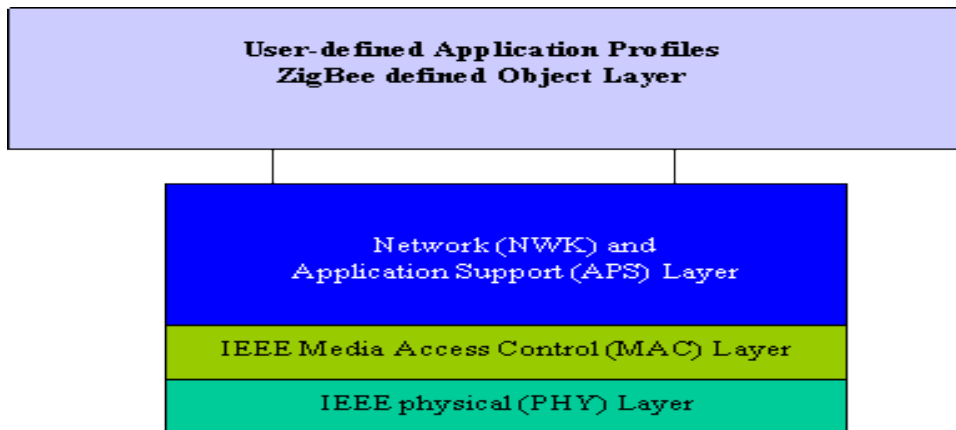 User-defined Application Profiles
ZigBee defined Object Layer
Network (NWK) and
Application Support (APS) Layer
IEEE Media Access Control (MAC) Layer
IEEE physical (PHY) Layer